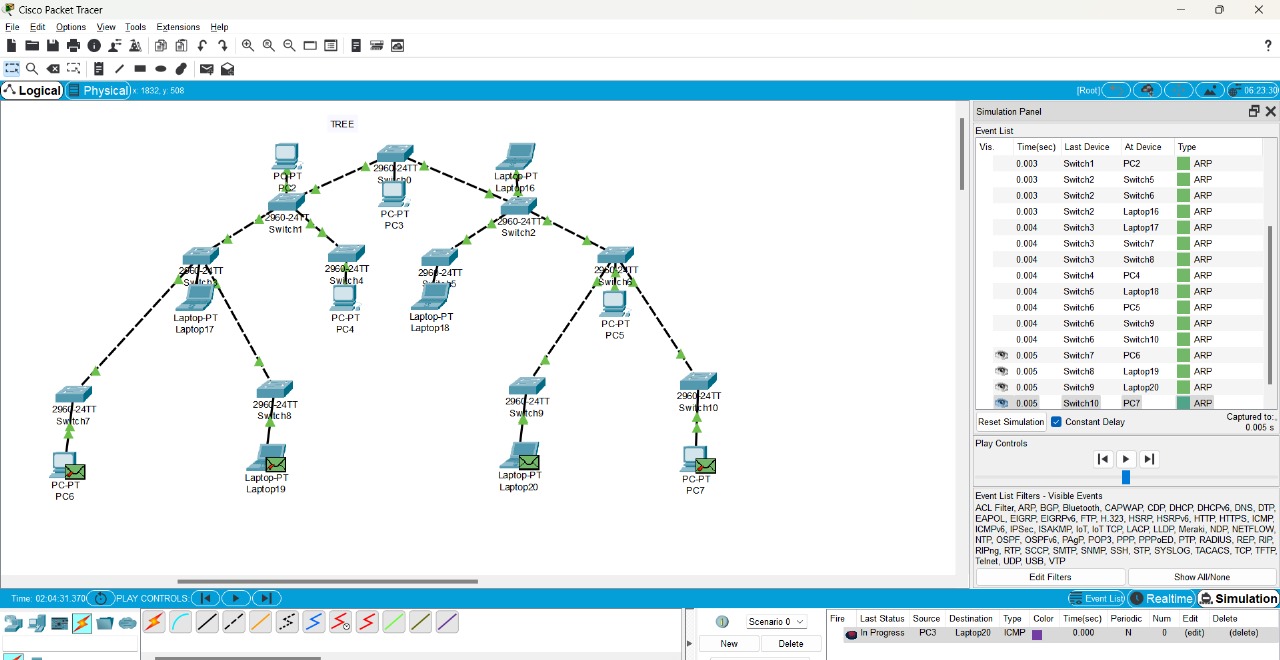 Cisco Packet Tracer
File Edit Options View Tools Extensions Help
?
Logical Physical x: 1832, y: 508 [Root] 06:23:30
TREE
PC-PT
PC2
2960-24TT
Switch0
PC-PT
PC3
Laptop-PT
Laptop16
2960-24TT
Switch1
2960-24TT
Switch2
2960-24TT
Switch3
Laptop-PT
Laptop17
2960-24TT
Switch4
PC-PT
PC4
2960-24TT
Switch5
Laptop-PT
Laptop18
2960-24TT
Switch6
PC-PT
PC5
2960-24TT
Switch7
2960-24TT
Switch8
2960-24TT
Switch9
2960-24TT
Switch10
PC-PT
PC6
Laptop-PT
Laptop19
Laptop-PT
Laptop20
PC-PT
PC7
Simulation Panel
Event List
Vis. Time(sec) Last Device At Device Type
0.003 Switch1 PC2 ARP
0.003 Switch2 Switch5 ARP
0.003 Switch2 Switch6 ARP
0.003 Switch2 Laptop16 ARP
0.004 Switch3 Laptop17 ARP
0.004 Switch3 Switch7 ARP
0.004 Switch3 Switch8 ARP
0.004 Switch4 PC4 ARP
0.004 Switch5 Laptop18 ARP
0.004 Switch6 PC5 ARP
0.004 Switch6 Switch9 ARP
0.004 Switch6 Switch10 ARP
0.005 Switch7 PC6 ARP
0.005 Switch8 Laptop19 ARP
0.005 Switch9 Laptop20 ARP
0.005 Switch10 PC7 ARP
Reset Simulation Constant Delay Captured to:
0.005 s
Play Controls
Event List Filters - Visible Events
ACL Filter, ARP, BGP, Bluetooth, CAPWAP, CDP, DHCP, DHCPv6, DNS, DTP,
EAPOL, EIGRP, EIGRPv6, FTP, H.323, HSRP, HSRPv6, HTTP, HTTPS, ICMP,
ICMPv6, IPSec, ISAKMP, IoT, IoT TCP, LACP, LLDP, Meraki, NDP, NETFLOW,
NTP, OSPF, OSPFv6, PAgP, POP3, PPP, PPPoED, PTP, RADIUS, REP, RIP,
RIPng, RTP, SCCP, SMTP, SNMP, SSH, STP, SYSLOG, TACACS, TCP, TFTP,
Telnet, UDP, USB, VTP
Edit Filters Show All/None
Time: 02:04:31.370 PLAY CONTROLS: Event List Realtime Simulation
Scenario 0
New Delete
Fire Last Status Source Destination Type Color Time(sec) Periodic Num Edit Delete
In Progress PC3 Laptop20 ICMP 0.000 N 0 (edit) (delete)